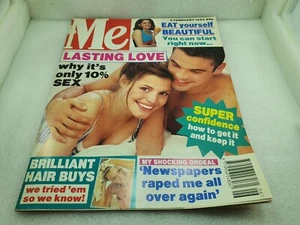 Me
EAT yourself
BEAUTIFUL
You can start
right now...
LASTING LOVE
why it's
only 10%
SEX
SUPER
confidence
how to get it
and keep it
BRILLIANT
HAIR BUYS
we tried 'em
so we know!
MY SHOCKING ORDEAL
'Newspapers
raped me all
over again'